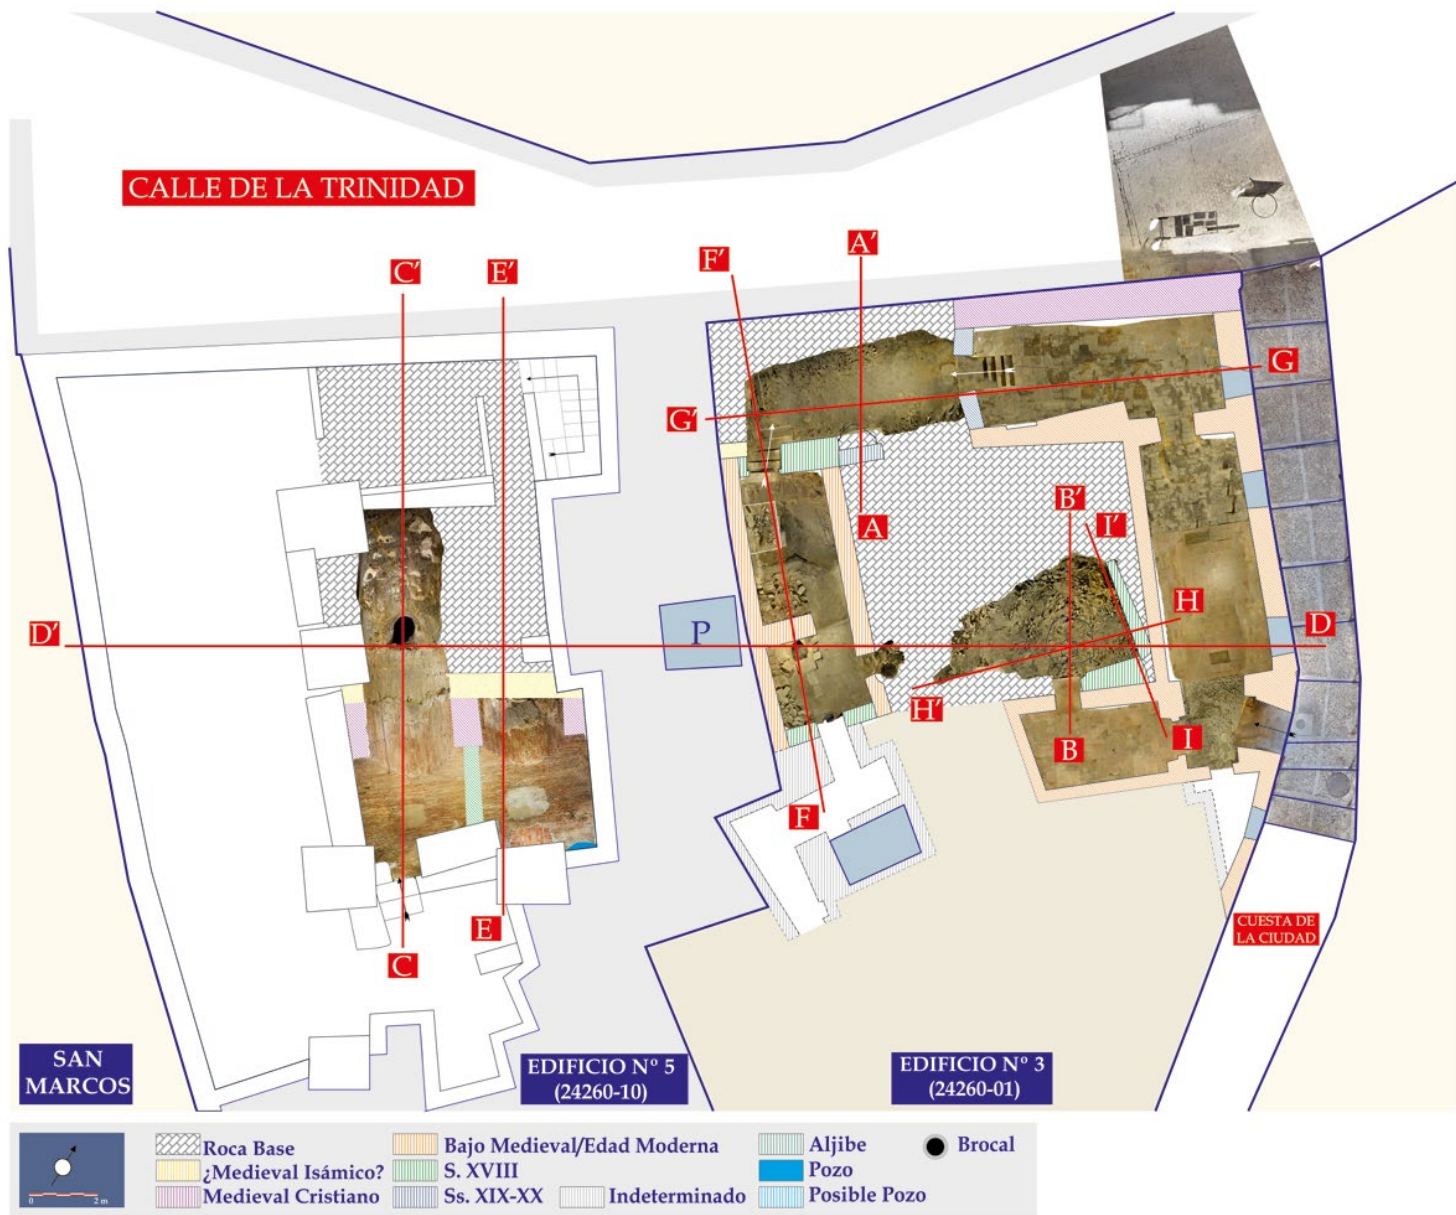 CALLE DE LA TRINIDAD
A'
F'
C'
E'
G
G'
B'
A
I'
H
D'
P
D
H'
B
I
F
E
CUESTA DE
LA CIUDAD
C
SAN
MARCOS
EDIFICIO Nº 5
(24260-10)
EDIFICIO Nº 3
(24260-01)
0 2 m
Roca Base
¿Medieval Isámico?
Medieval Cristiano
Bajo Medieval/Edad Moderna
S. XVIII
Ss. XIX-XX
Indeterminado
Aljibe
Pozo
Posible Pozo
Brocal